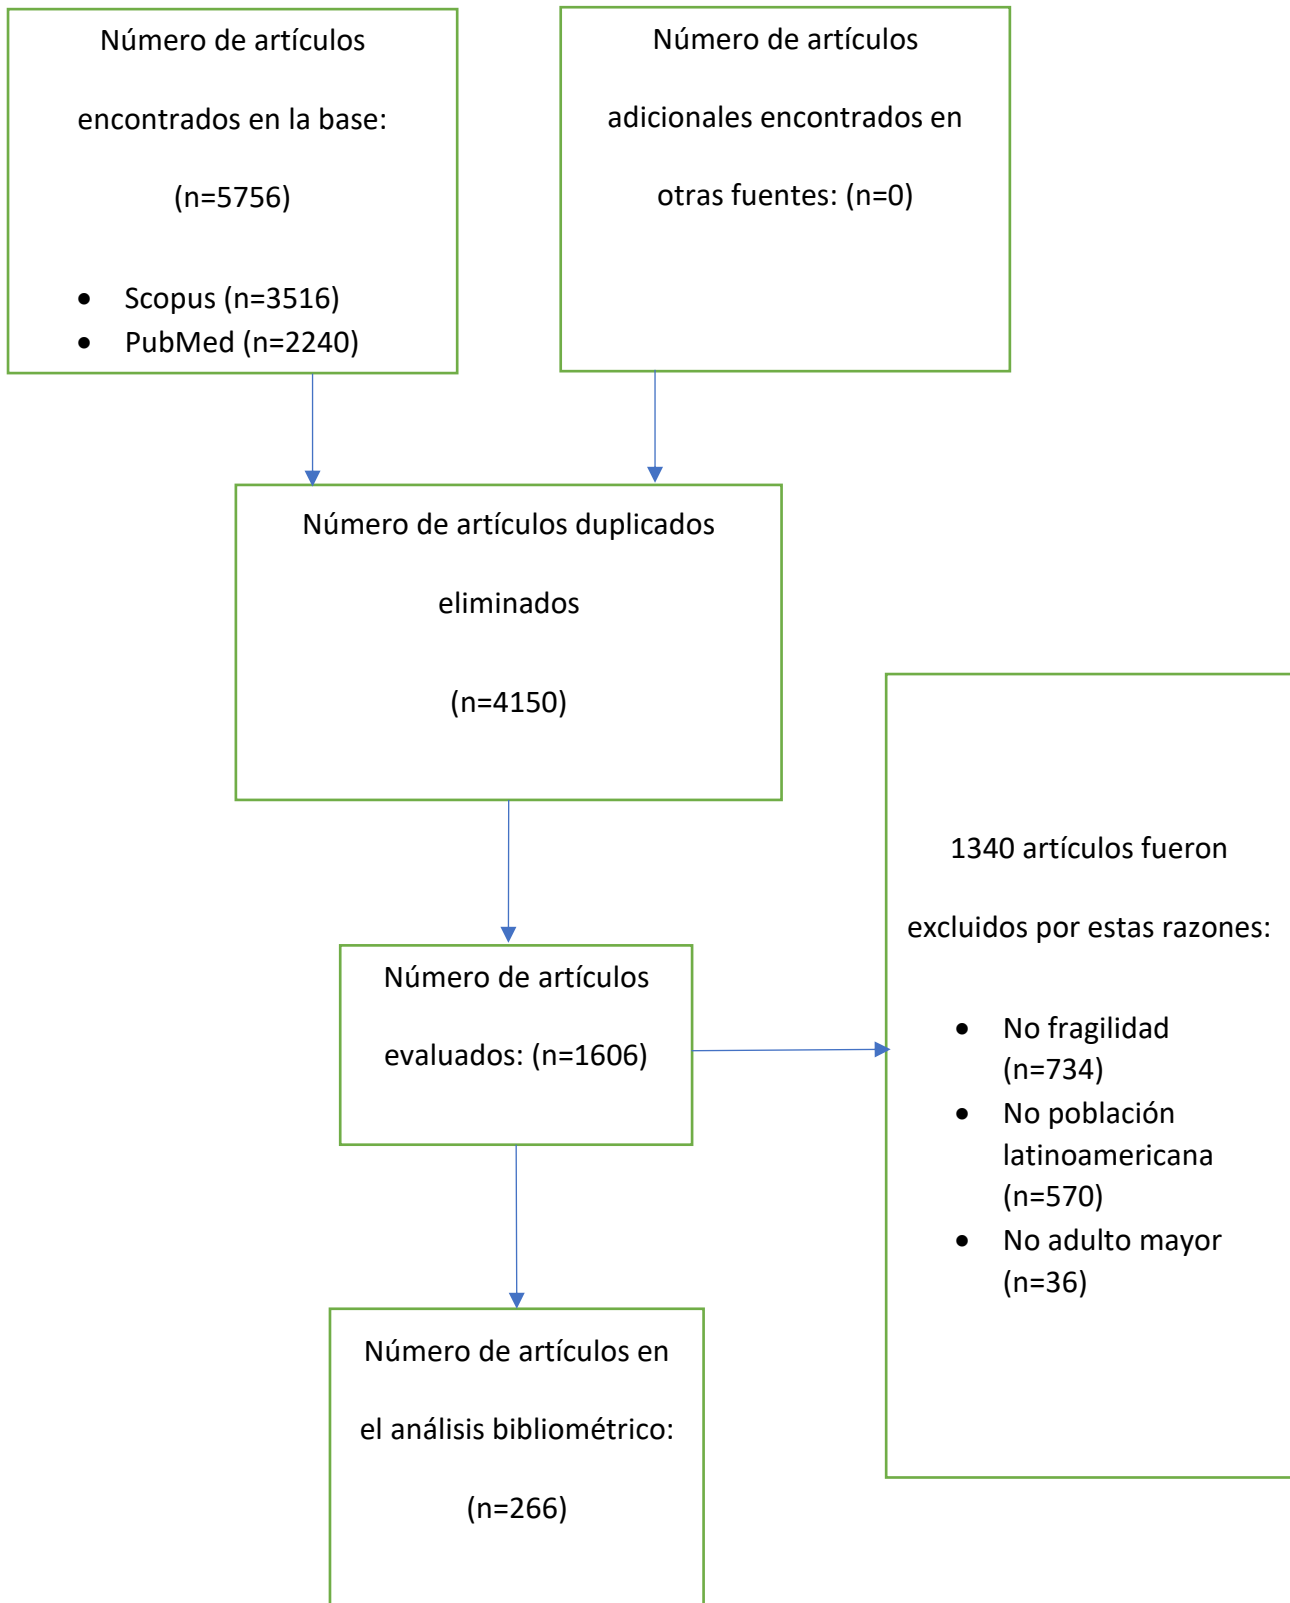 Número de artículos
encontrados en la base:
(n=5756)
• Scopus (n=3516)
• PubMed (n=2240)
Número de artículos
adicionales encontrados en
otras fuentes: (n=0)
Número de artículos duplicados
eliminados
(n=4150)
Número de artículos
evaluados: (n=1606)
1340 artículos fueron
excluidos por estas razones:
• No fragilidad
(n=734)
• No población
latinoamericana
(n=570)
• No adulto mayor
(n=36)
Número de artículos en
el análisis bibliométrico:
(n=266)